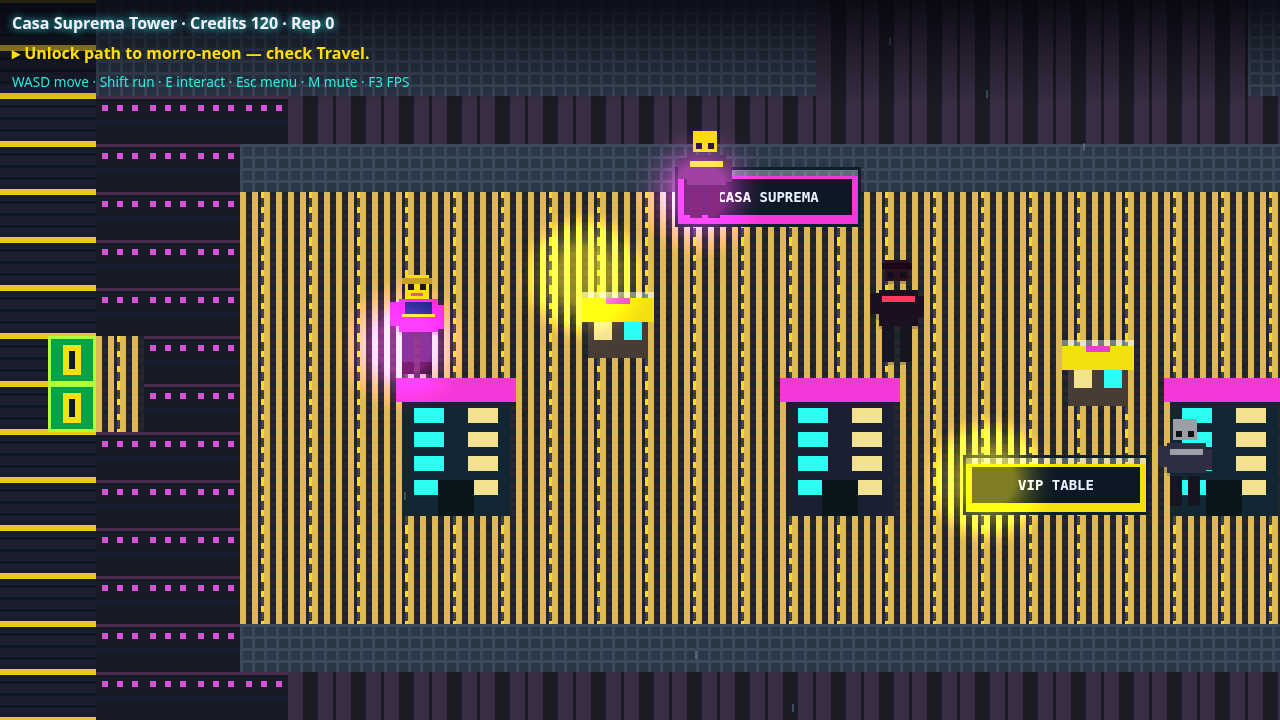 Casa Suprema Tower · Credits 120 · Rep 0
▸ Unlock path to morro-neon — check Travel.
WASD move · Shift run · E interact · Esc menu · M mute · F3 FPS
CASA SUPREMA
VIP TABLE